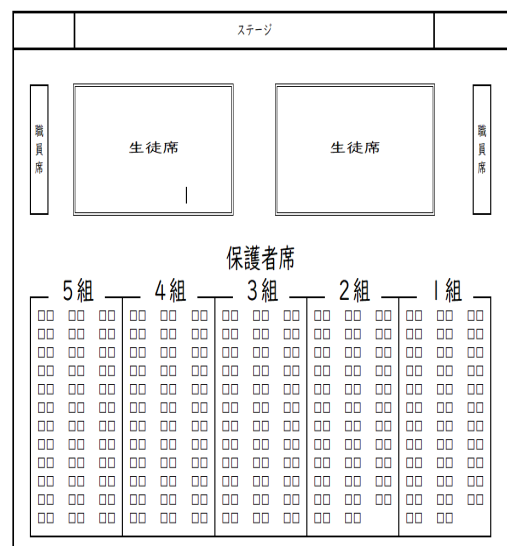 ステージ
職員席
生徒席
生徒席
職員席
保護者席
5組 4組 3組 2組 1組